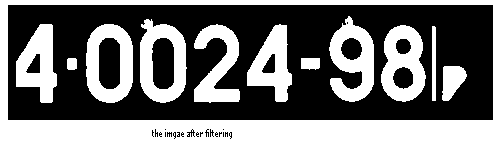 4·0024-98
the imgae after filtering